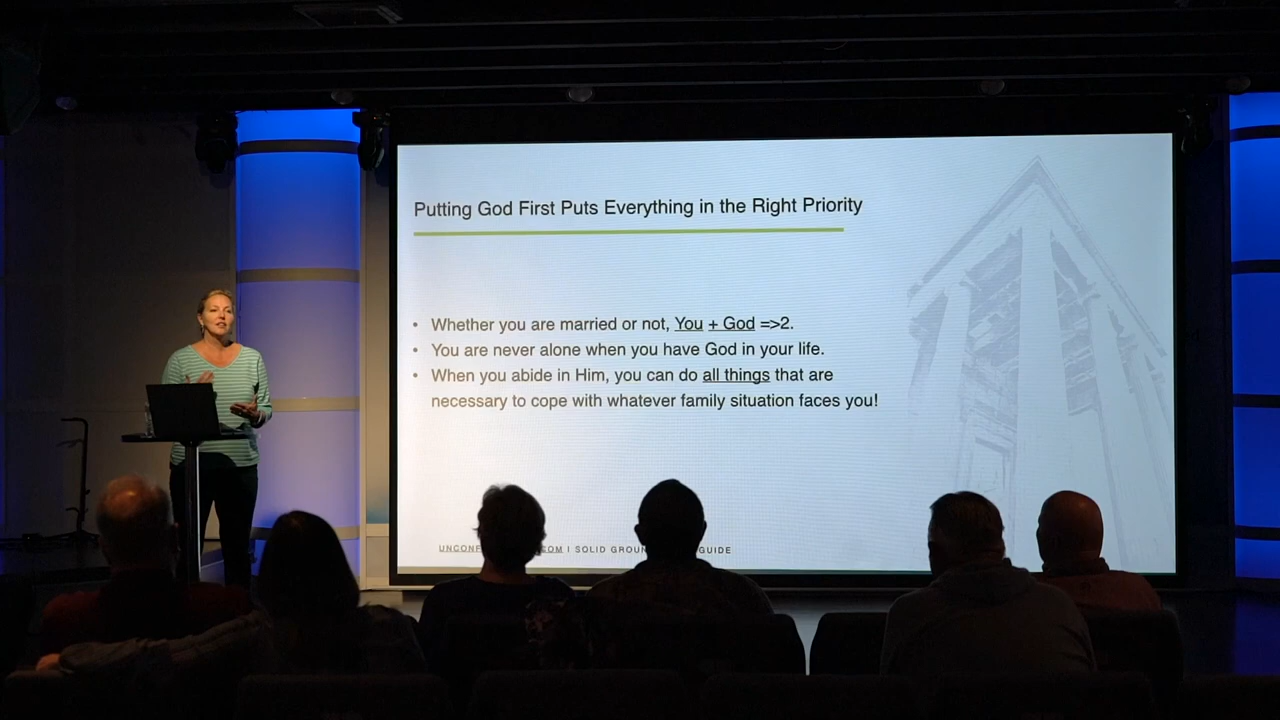 Putting God First Puts Everything in the Right Priority
• Whether you are married or not, You + God =>2.
• You are never alone when you have God in your life.
• When you abide in Him, you can do all things that are
necessary to cope with whatever family situation faces you!
| SOLID GUIDE